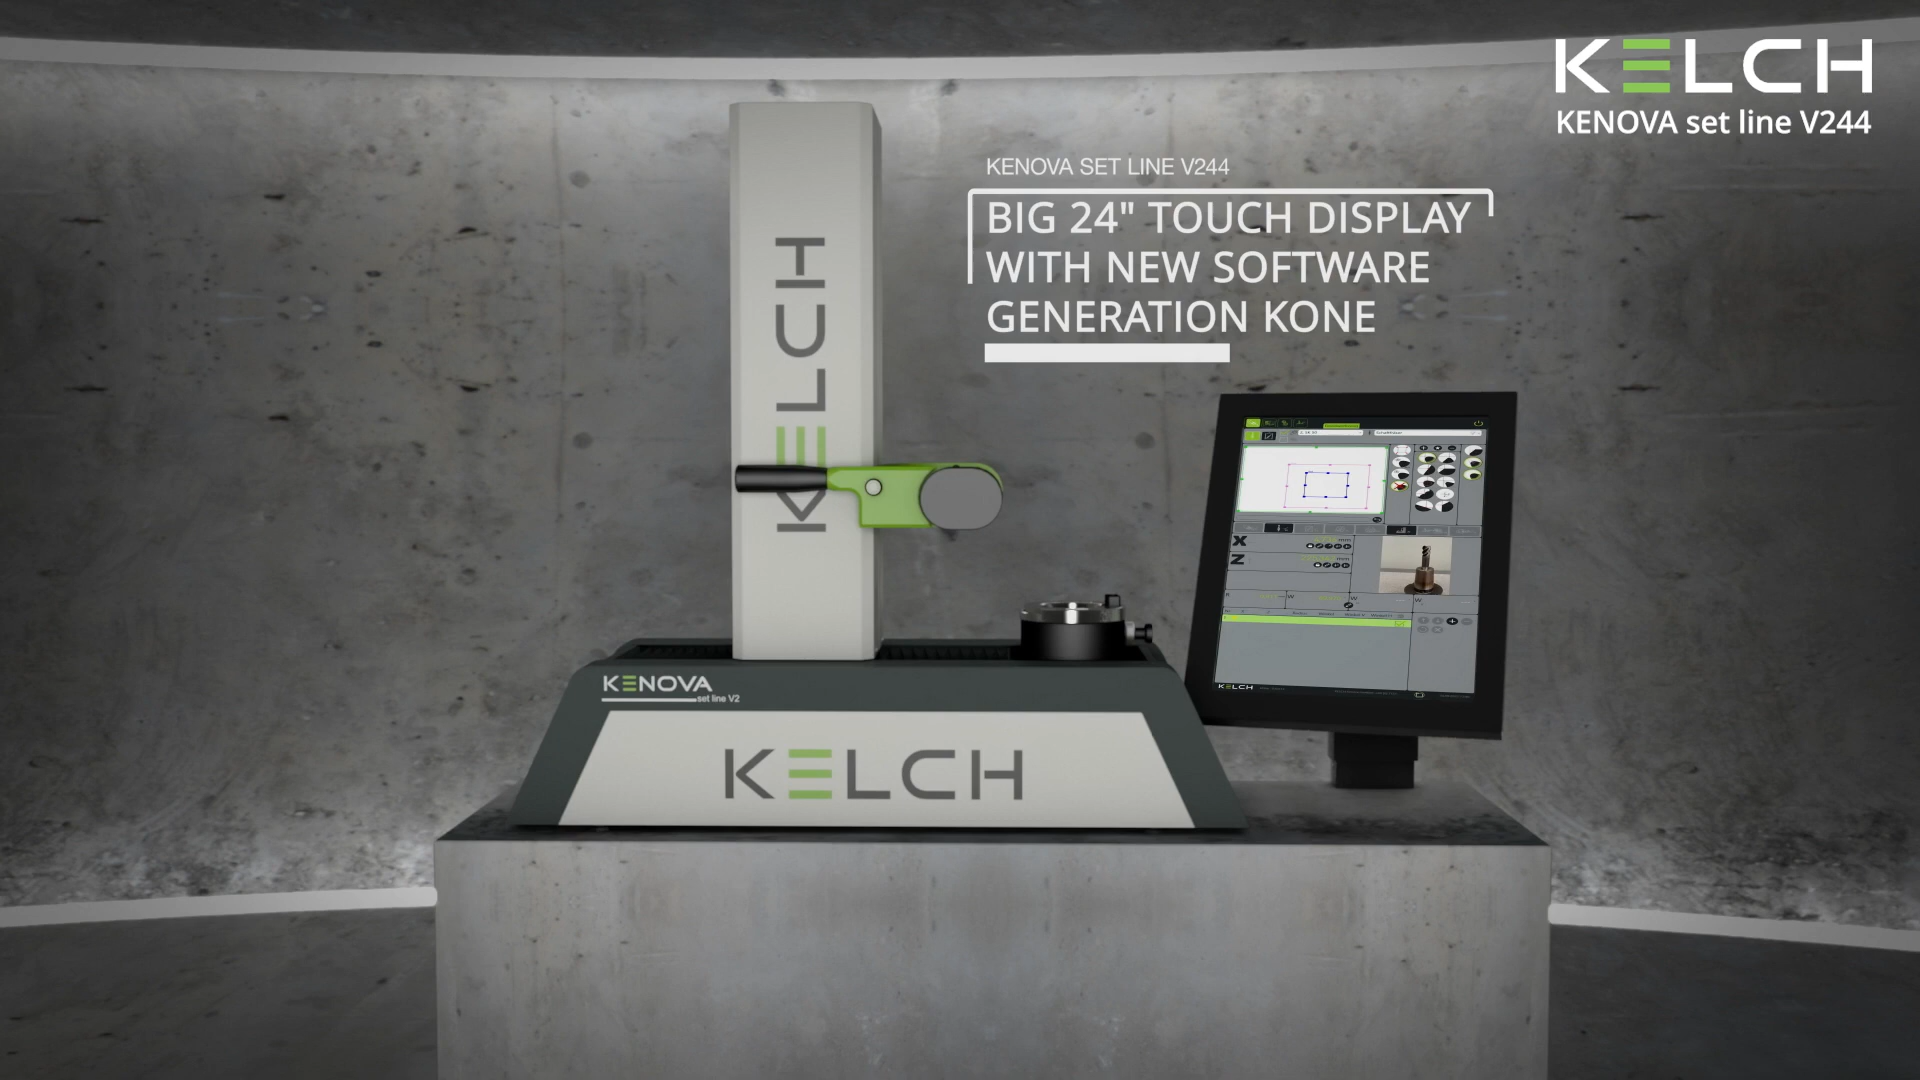 KELCH
KENOVA set line V244
KENOVA SET LINE V244
BIG 24" TOUCH DISPLAY
WITH NEW SOFTWARE
GENERATION KONE
KELCH
KENOVA
set line V2
KELCH
X
Z
KELCH